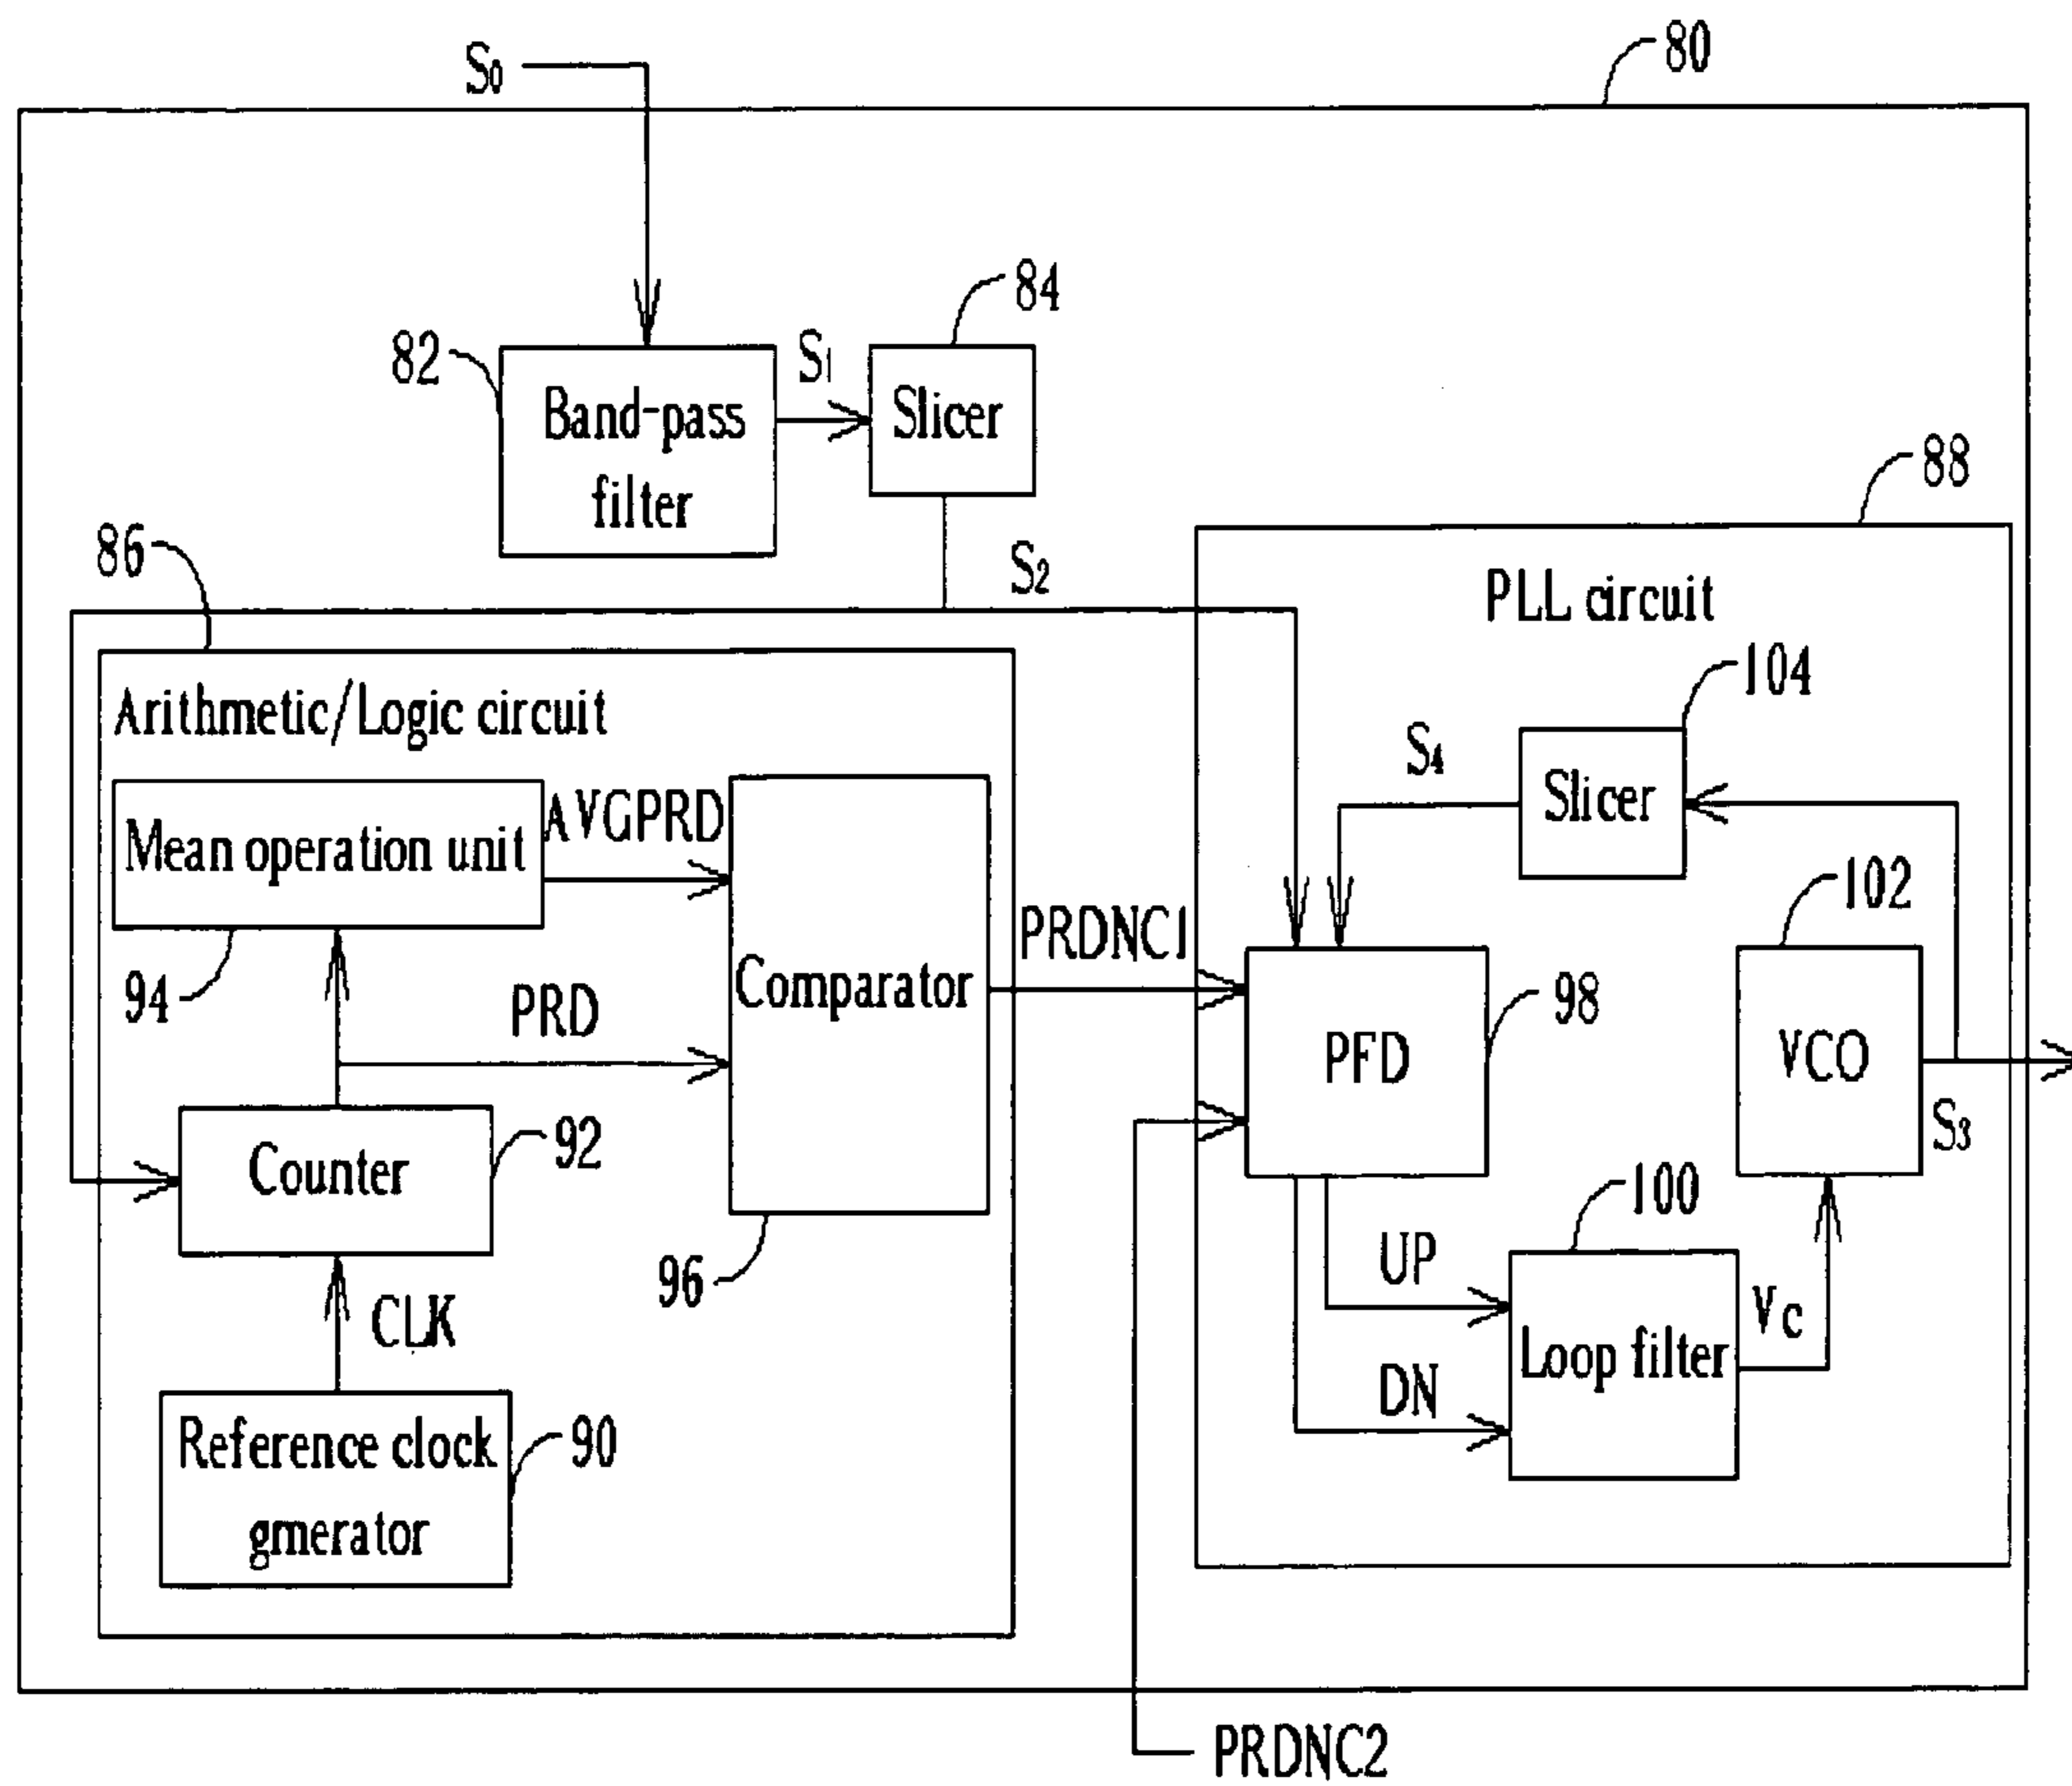 80
S0
84
82
S1
Band-pass
filter
Slicer
88
86
S2
PLL circuit
104
Arithmetic/Logic circuit
S4
Slicer
Mean operation unit
AVGPRD
102
94
PRD
Comparator
PRDNC1
PFD
98
VCO
S3
Counter
92
96
UP
100
CLK
Vc
Loop filter
DN
Reference clock
gmerator
90
PRDNC2